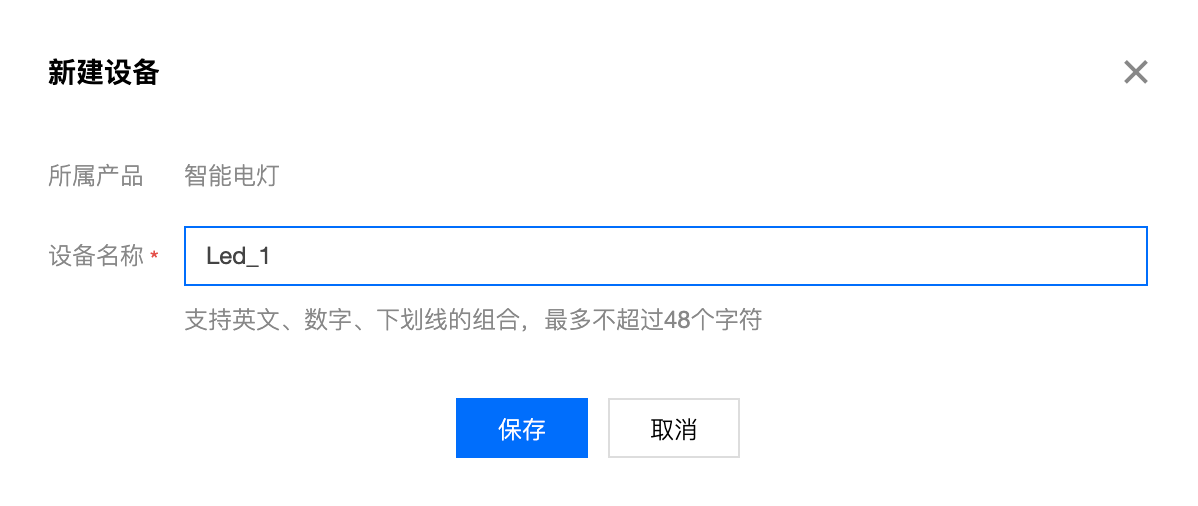 新建设备
所属产品 智能电灯
设备名称 * Led_1
支持英文、数字、下划线的组合，最多不超过48个字符
保存 取消